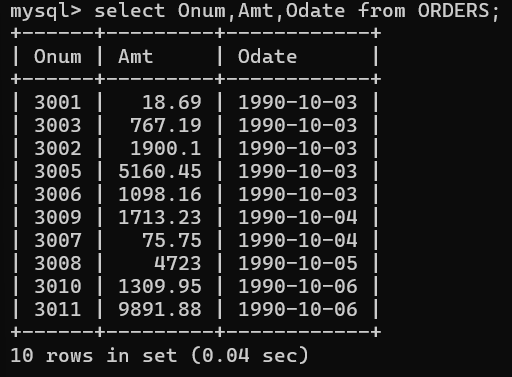 mysql> select Onum,Amt,Odate from ORDERS;
+------+---------+------------+
| Onum | Amt     | Odate      |
+------+---------+------------+
| 3001 |   18.69 | 1990-10-03 |
| 3003 |  767.19 | 1990-10-03 |
| 3002 |  1900.1 | 1990-10-03 |
| 3005 | 5160.45 | 1990-10-03 |
| 3006 | 1098.16 | 1990-10-03 |
| 3009 | 1713.23 | 1990-10-04 |
| 3007 |   75.75 | 1990-10-04 |
| 3008 |    4723 | 1990-10-05 |
| 3010 | 1309.95 | 1990-10-06 |
| 3011 | 9891.88 | 1990-10-06 |
+------+---------+------------+
10 rows in set (0.04 sec)